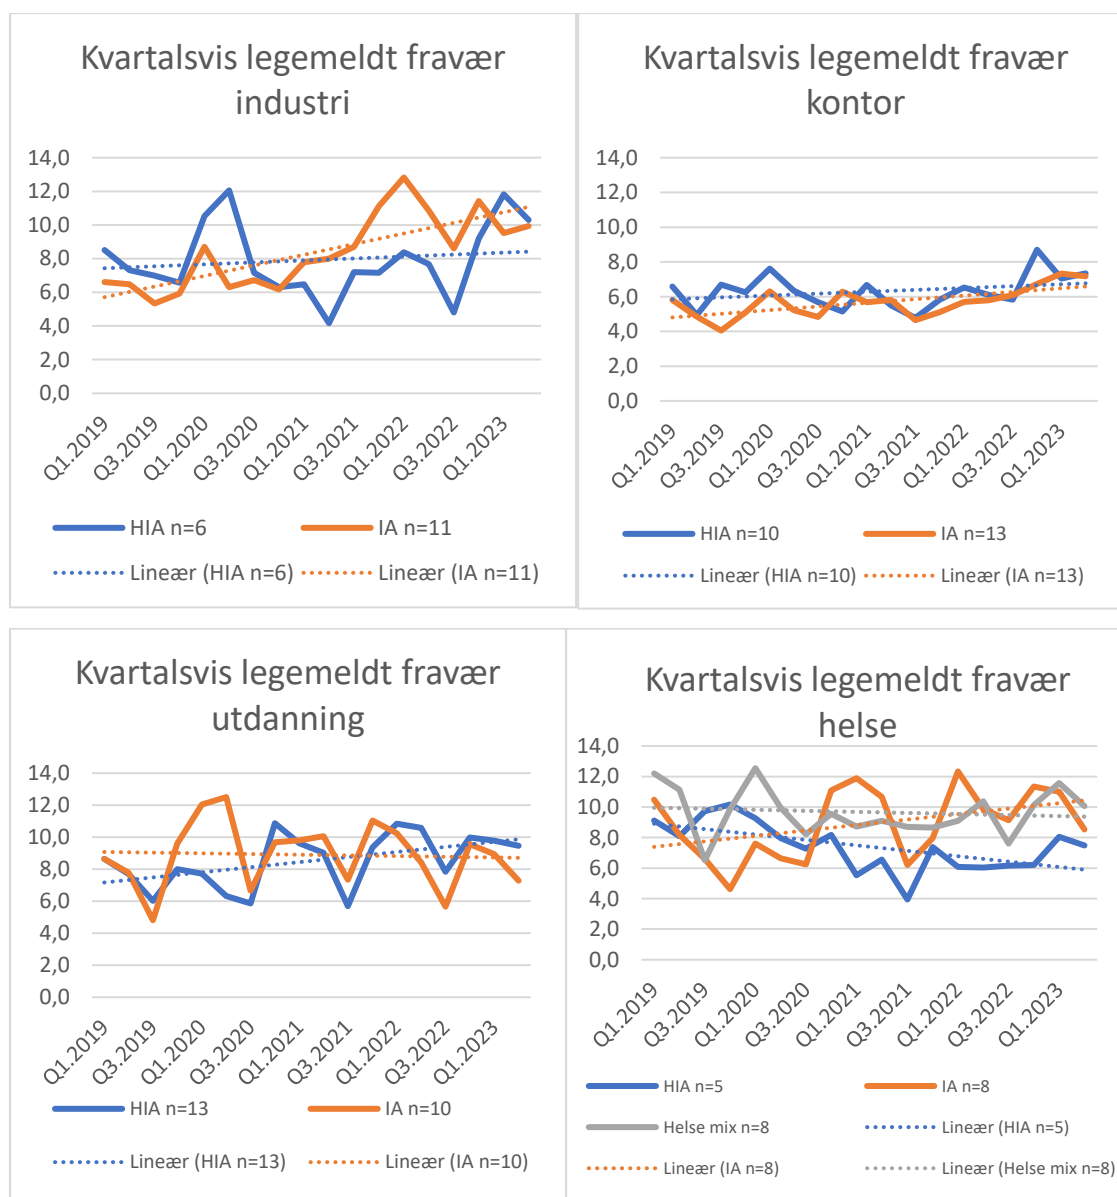 Kvartalsvis legemeldt fravær
industri
14,0
12,0
10,0
8,0
6,0
4,0
2,0
0,0
Q1.2019
Q3.2019
Q1.2020
Q3.2020
Q1.2021
Q3.2021
Q1.2022
Q3.2022
Q1.2023
HIA n=6
IA n=11
Lineær (HIA n=6)
Lineær (IA n=11)
Kvartalsvis legemeldt fravær
kontor
14,0
12,0
10,0
8,0
6,0
4,0
2,0
0,0
Q1.2019
Q3.2019
Q1.2020
Q3.2020
Q1.2021
Q3.2021
Q1.2022
Q3.2022
Q1.2023
HIA n=10
IA n=13
Lineær (HIA n=10)
Lineær (IA n=13)
Kvartalsvis legemeldt fravær
utdanning
14,0
12,0
10,0
8,0
6,0
4,0
2,0
0,0
Q1.2019
Q3.2019
Q1.2020
Q3.2020
Q1.2021
Q3.2021
Q1.2022
Q3.2022
Q1.2023
HIA n=13
IA n=10
Lineær (HIA n=13)
Lineær (IA n=10)
Kvartalsvis legemeldt fravær
helse
14,0
12,0
10,0
8,0
6,0
4,0
2,0
0,0
Q1.2019
Q3.2019
Q1.2020
Q3.2020
Q1.2021
Q3.2021
Q1.2022
Q3.2022
Q1.2023
HIA n=5
IA n=8
Helse mix n=8
Lineær (HIA n=5)
Lineær (IA n=8)
Lineær (Helse mix n=8)